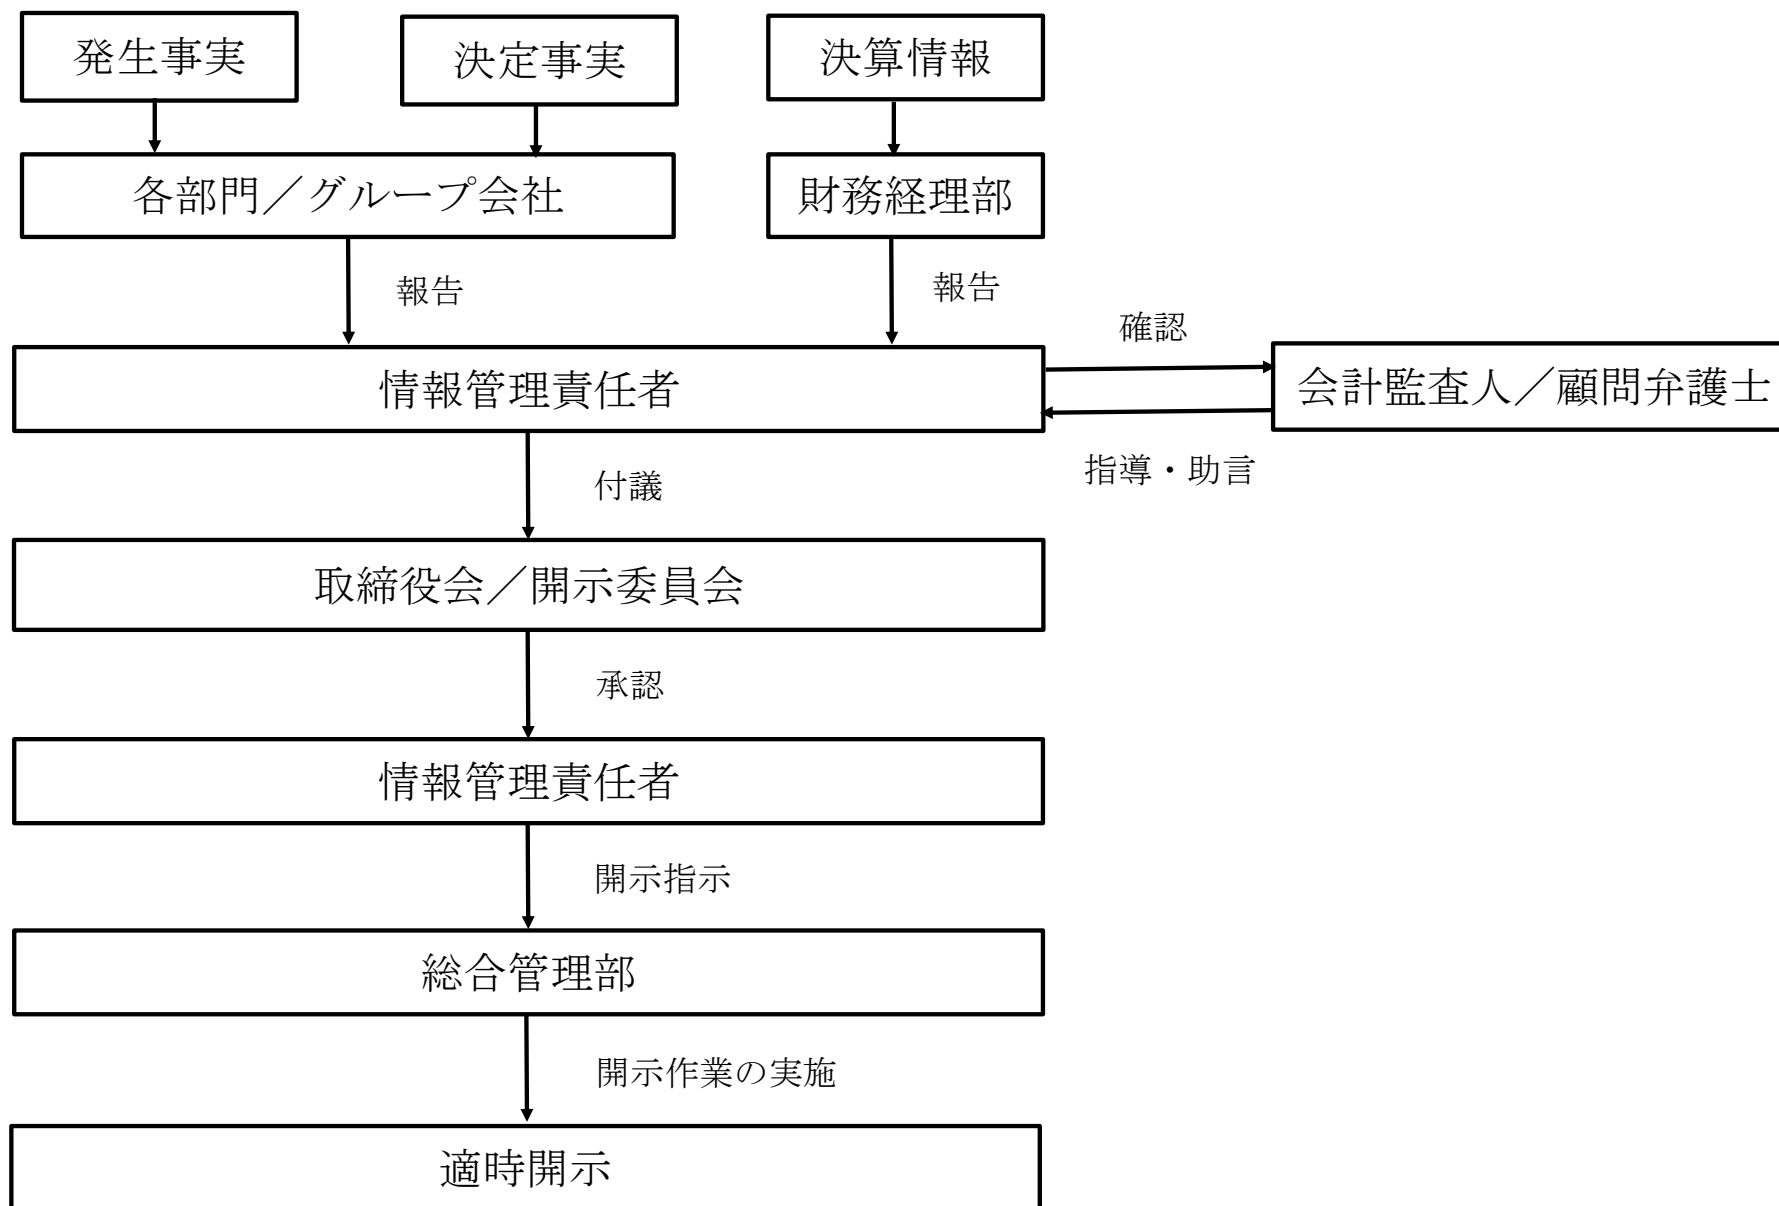 発生事実
決定事実
決算情報
各部門／グループ会社
財務経理部
報告
報告
確認
情報管理責任者
会計監査人／顧問弁護士
指導・助言
付議
取締役会／開示委員会
承認
情報管理責任者
開示指示
総合管理部
開示作業の実施
適時開示